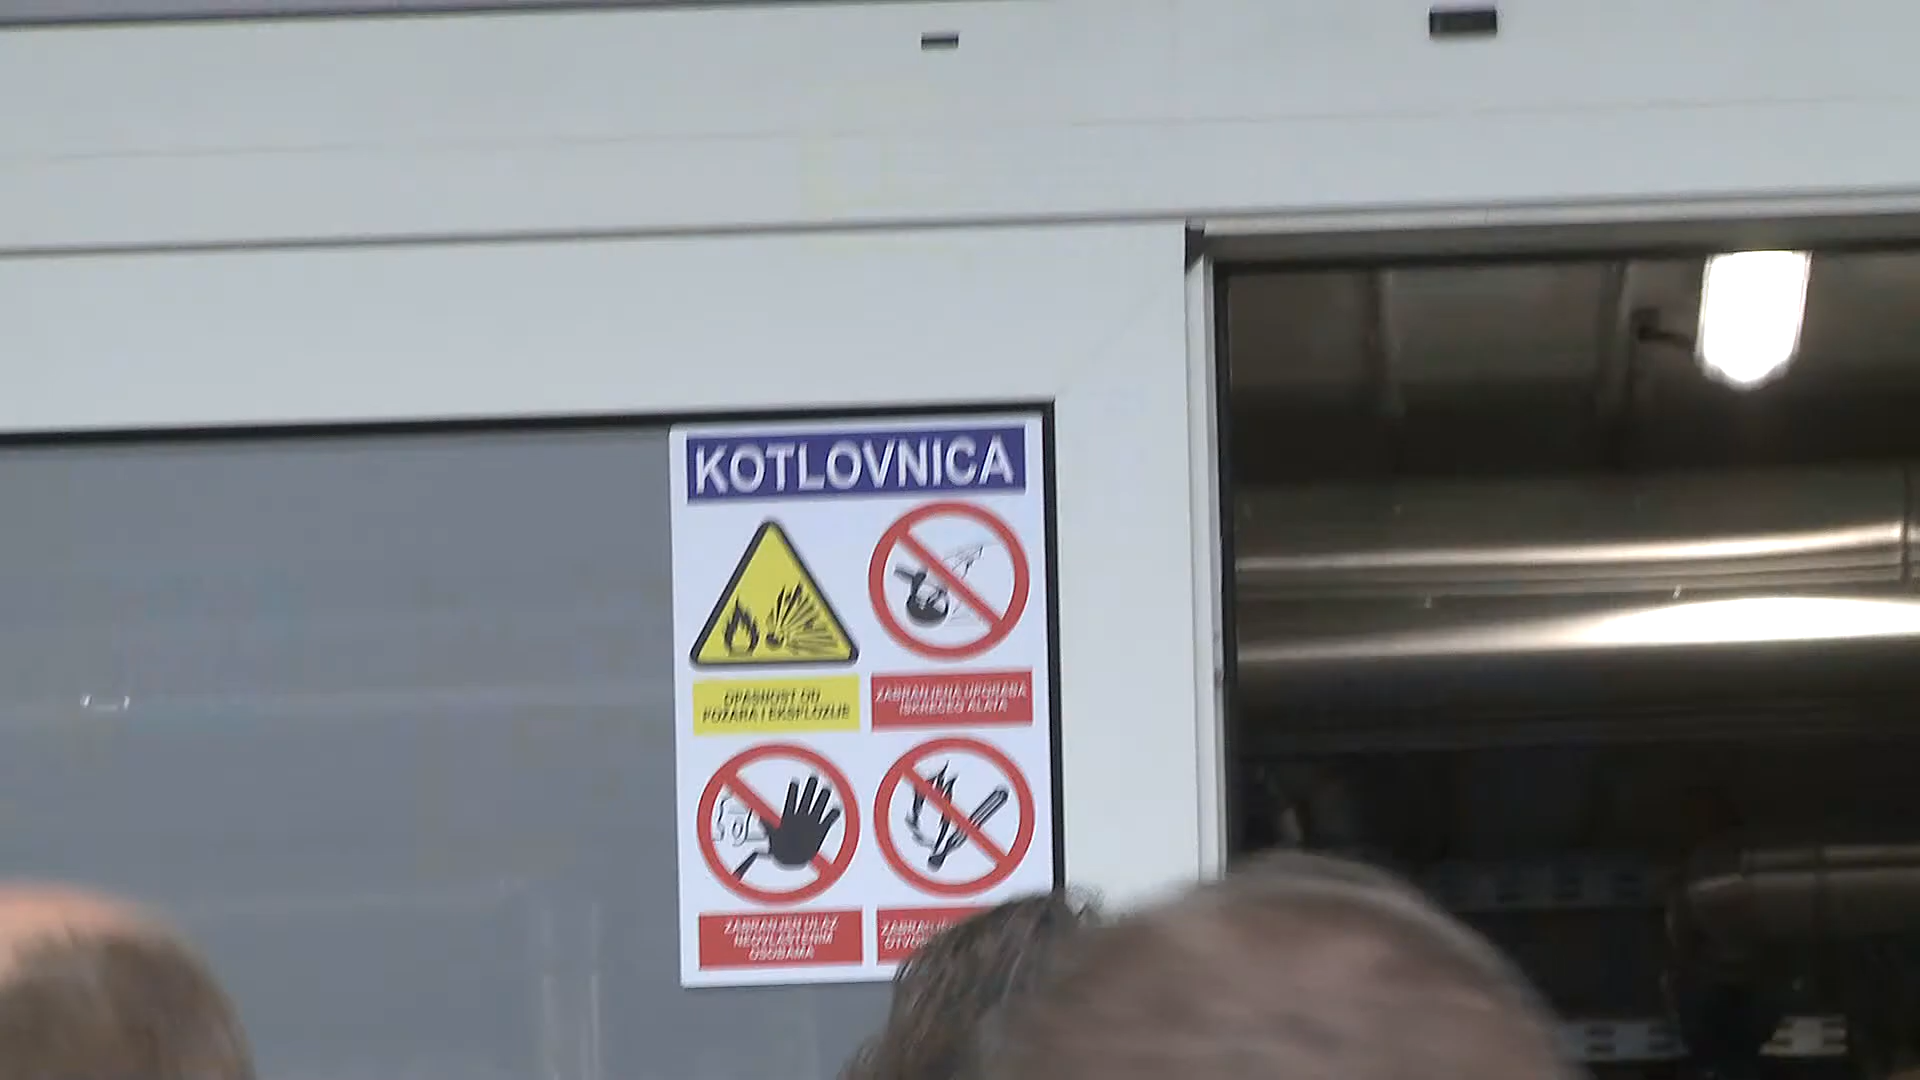 KOTLOVNICA
OPASNOST OD
POŽARA I EKSPLOZIJE
ZABRANJENA UPORABA
ISKREĆEG ALATA
ZABRANJEN ULAZ
NEOVLAŠTENIM
OSOBAMA